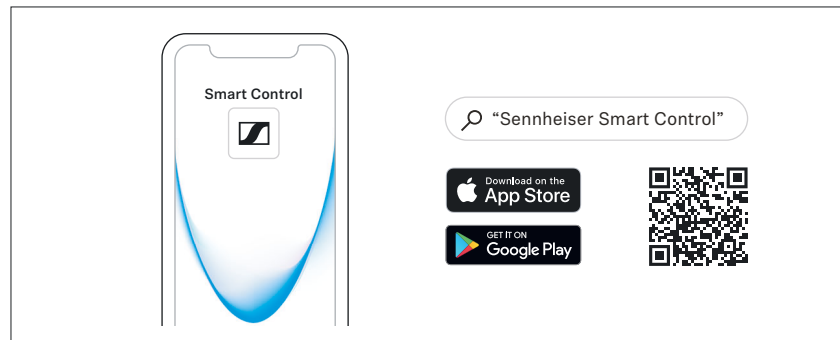 Smart Control
“Sennheiser Smart Control”
Download on the
App Store
GET IT ON
Google Play